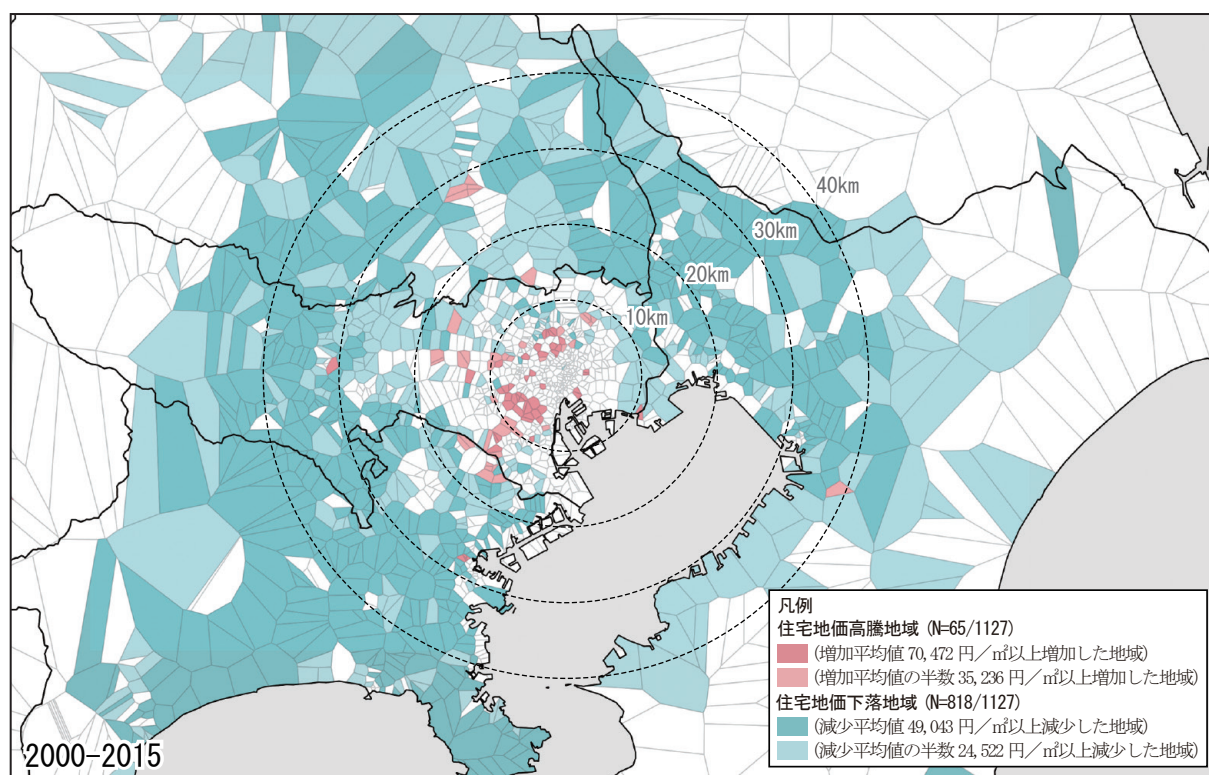 40km
30km
20km
10km
凡例
住宅地価高騰地域 (N=65/1127)
(増加平均値 70,472 円／㎡以上増加した地域)
(増加平均値の半数 35,236 円／㎡以上増加した地域)
住宅地価下落地域 (N=818/1127)
(減少平均値 49,043 円／㎡以上減少した地域)
(減少平均値の半数 24,522 円／㎡以上減少した地域)
2000-2015